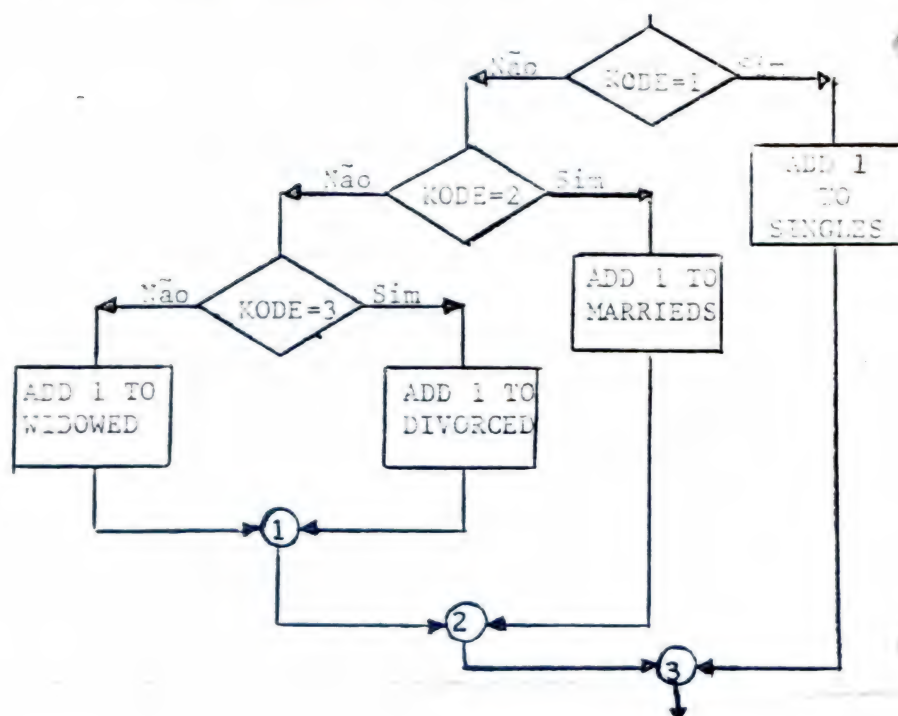 Não
Sim
KODE=1
ADD 1
TO
SINGLES
Não
Sim
KODE=2
ADD 1 TO
MARRIEDS
Não
Sim
KODE=3
ADD 1 TO
WIDOWED
ADD 1 TO
DIVORCED
1
2
3